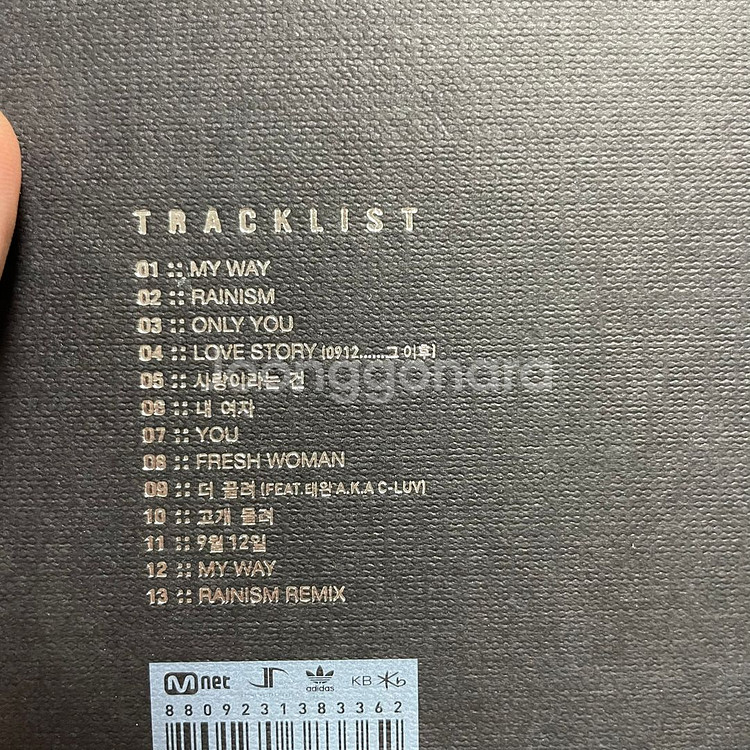 TRACKLIST
01 :: MY WAY
02 :: RAINISM
03 :: ONLY YOU
04 :: LOVE STORY (0912......그 이후)
05 :: 사랑이라는 건
06 :: 내 여자
07 :: YOU
08 :: FRESH WOMAN
09 :: 더 끌려 (FEAT.태완 A.K.A C-LUV)
10 :: 고개 돌려
11 :: 9월12일
12 :: MY WAY
13 :: RAINISM REMIX
Mnet adidas KB
8809231383362